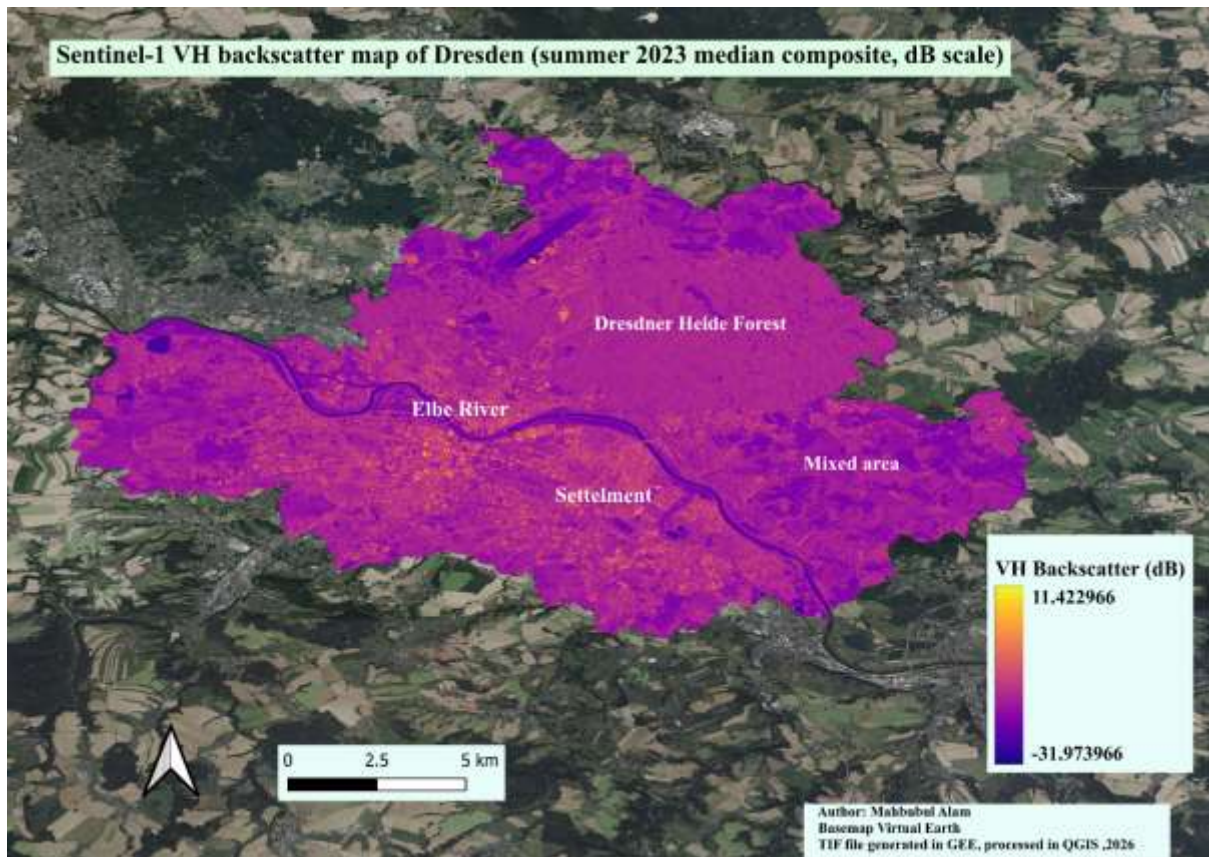 Sentinel-1 VH backscatter map of Dresden (summer 2023 median composite, dB scale)
Dresdner Heide Forest
Elbe River
Mixed area
Settelment
VH Backscatter (dB)
11.422966
-31.973966
0 2.5 5 km
Author: Mahbubul Alam
Basemap Virtual Earth
TIF file generated in GEE, processed in QGIS ,2026